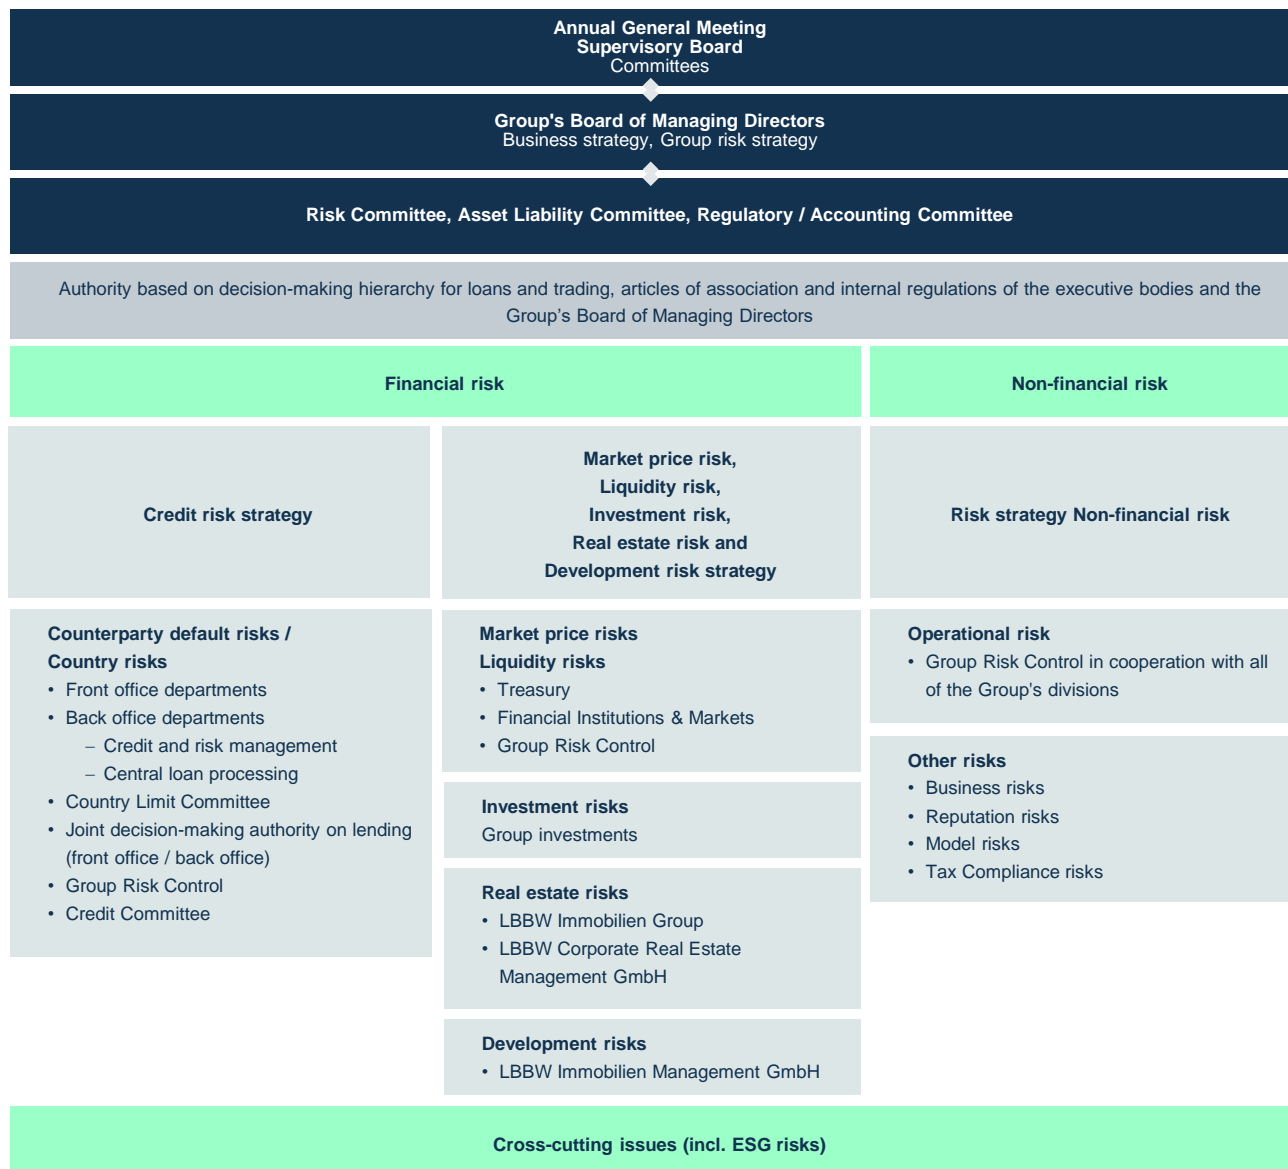 Annual General Meeting
Supervisory Board
Committees
Group's Board of Managing Directors
Business strategy, Group risk strategy
Risk Committee, Asset Liability Committee, Regulatory / Accounting Committee
Authority based on decision-making hierarchy for loans and trading, articles of association and internal regulations of the executive bodies and the
Group’s Board of Managing Directors
Financial risk
Non-financial risk
Credit risk strategy
Market price risk,
Liquidity risk,
Investment risk,
Real estate risk and
Development risk strategy
Risk strategy Non-financial risk
Counterparty default risks /
Country risks
• Front office departments
• Back office departments
– Credit and risk management
– Central loan processing
• Country Limit Committee
• Joint decision-making authority on lending
(front office / back office)
• Group Risk Control
• Credit Committee
Market price risks
Liquidity risks
• Treasury
• Financial Institutions & Markets
• Group Risk Control
Investment risks
Group investments
Real estate risks
• LBBW Immobilien Group
• LBBW Corporate Real Estate
Management GmbH
Development risks
• LBBW Immobilien Management GmbH
Operational risk
• Group Risk Control in cooperation with all
of the Group's divisions
Other risks
• Business risks
• Reputation risks
• Model risks
• Tax Compliance risks
Cross-cutting issues (incl. ESG risks)